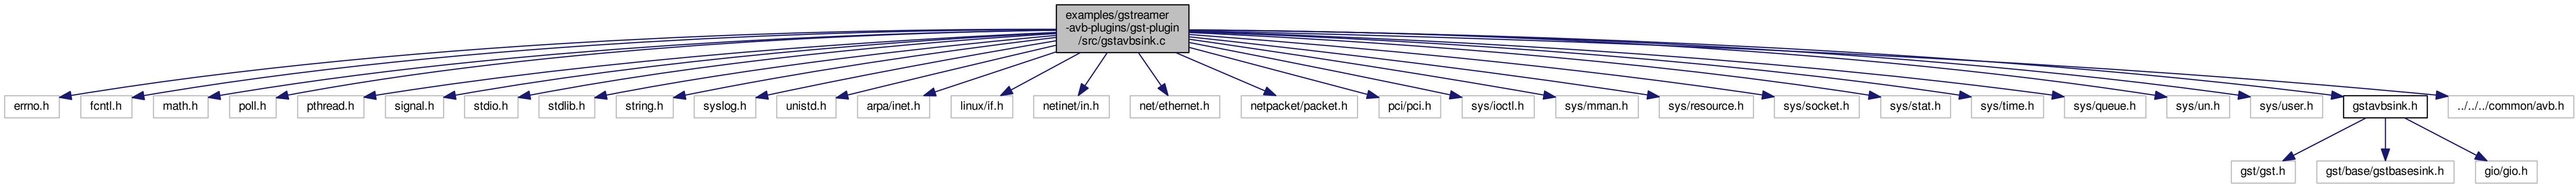 examples/gstreamer
-avb-plugins/gst-plugin
/src/gstavbsink.c
errno.h
fcntl.h
math.h
poll.h
pthread.h
signal.h
stdio.h
stdlib.h
string.h
syslog.h
unistd.h
arpa/inet.h
linux/if.h
netinet/in.h
net/ethernet.h
netpacket/packet.h
pci/pci.h
sys/ioctl.h
sys/mman.h
sys/resource.h
sys/socket.h
sys/stat.h
sys/time.h
sys/queue.h
sys/un.h
sys/user.h
gstavbsink.h
../../../common/avb.h
gst/gst.h
gst/base/gstbasesink.h
gio/gio.h